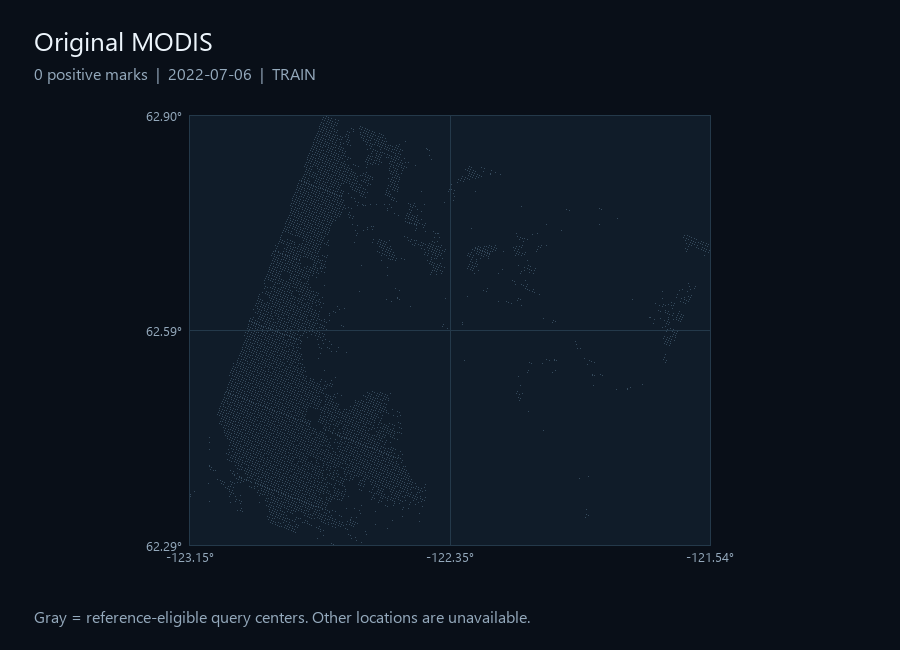 Original MODIS
0 positive marks | 2022-07-06 | TRAIN
62.90°
62.59°
62.29°
-123.15°
-122.35°
-121.54°
Gray = reference-eligible query centers. Other locations are unavailable.